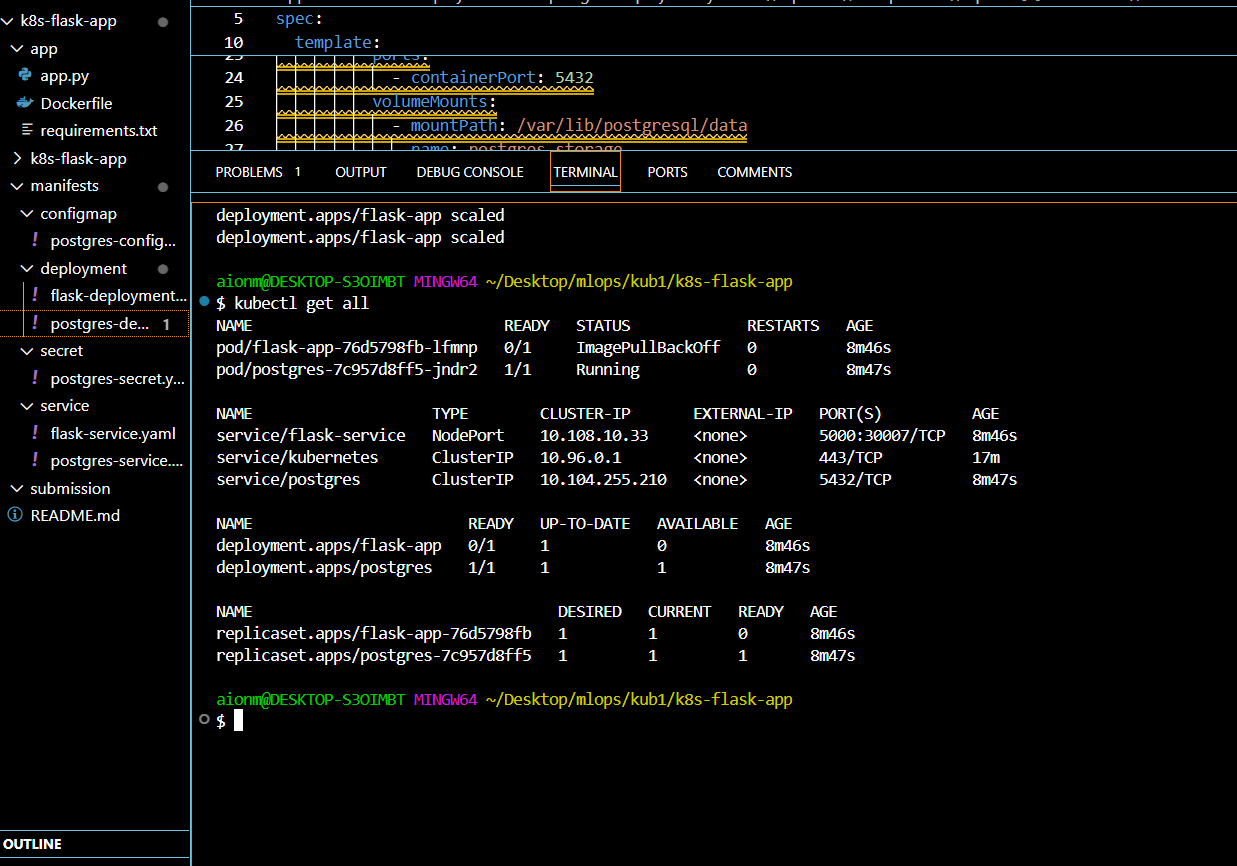 k8s-flask-app
app
app.py
Dockerfile
requirements.txt
k8s-flask-app
manifests
configmap
postgres-config...
deployment
flask-deployment...
postgres-de... 1
secret
postgres-secret.y...
service
flask-service.yaml
postgres-service....
submission
README.md
OUTLINE
5 spec:
10 template:
ports:
24 - containerPort: 5432
25 volumeMounts:
26 - mountPath: /var/lib/postgresql/data
27 name: postgres-storage
PROBLEMS 1 OUTPUT DEBUG CONSOLE TERMINAL PORTS COMMENTS
deployment.apps/flask-app scaled
deployment.apps/flask-app scaled
aionm@DESKTOP-S3OIMBT MINGW64 ~/Desktop/mlops/kub1/k8s-flask-app
$ kubectl get all
NAME READY STATUS RESTARTS AGE
pod/flask-app-76d5798fb-lfmnp 0/1 ImagePullBackOff 0 8m46s
pod/postgres-7c957d8ff5-jndr2 1/1 Running 0 8m47s
NAME TYPE CLUSTER-IP EXTERNAL-IP PORT(S) AGE
service/flask-service NodePort 10.108.10.33 <none> 5000:30007/TCP 8m46s
service/kubernetes ClusterIP 10.96.0.1 <none> 443/TCP 17m
service/postgres ClusterIP 10.104.255.210 <none> 5432/TCP 8m47s
NAME READY UP-TO-DATE AVAILABLE AGE
deployment.apps/flask-app 0/1 1 0 8m46s
deployment.apps/postgres 1/1 1 1 8m47s
NAME DESIRED CURRENT READY AGE
replicaset.apps/flask-app-76d5798fb 1 1 0 8m46s
replicaset.apps/postgres-7c957d8ff5 1 1 1 8m47s
aionm@DESKTOP-S3OIMBT MINGW64 ~/Desktop/mlops/kub1/k8s-flask-app
$